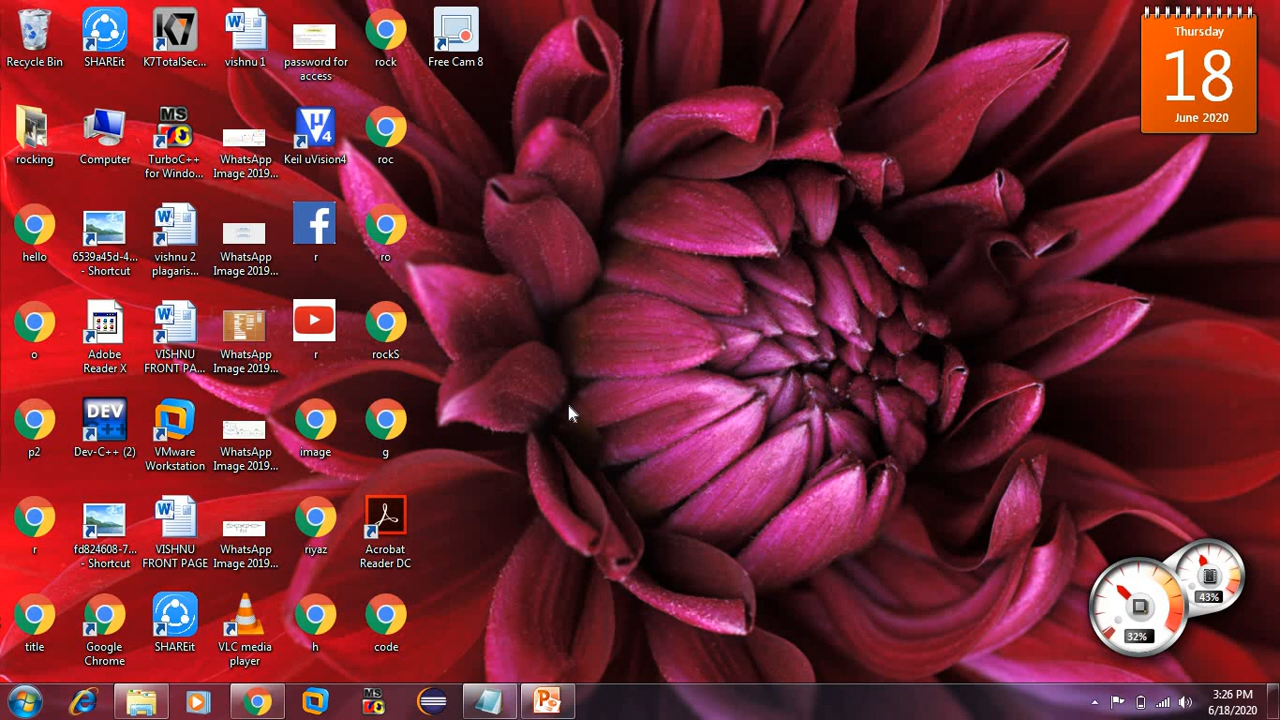 Recycle Bin
SHAREit
K7TotalSec...
vishnu 1
password for
access
rock
Free Cam 8
rocking
Computer
MS
TurboC++
for Windo...
WhatsApp
Image 2019...
Keil uVision4
roc
hello
6539a45d-4...
- Shortcut
vishnu 2
plagaris...
WhatsApp
Image 2019...
r
ro
o
Adobe
Reader X
VISHNU
FRONT PA...
WhatsApp
Image 2019...
r
rockS
p2
DEV
Dev-C++ (2)
VMware
Workstation
WhatsApp
Image 2019...
image
g
r
fd824608-7...
- Shortcut
VISHNU
FRONT PAGE
WhatsApp
Image 2019...
riyaz
Acrobat
Reader DC
title
Google
Chrome
SHAREit
VLC media
player
h
code
Thursday
18
June 2020
43%
32%
MS
3:26 PM
6/18/2020